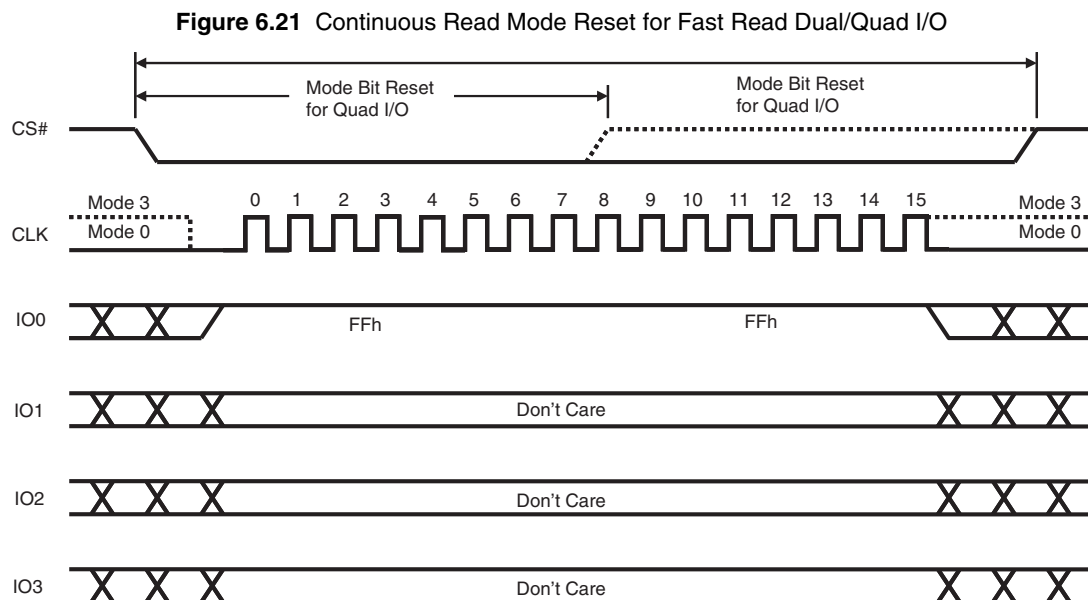 Figure 6.21 Continuous Read Mode Reset for Fast Read Dual/Quad I/O
Mode Bit Reset
for Quad I/O
Mode Bit Reset
for Quad I/O
CS#
Mode 3
Mode 0
CLK
0 1 2 3 4 5 6 7 8 9 10 11 12 13 14 15
Mode 3
Mode 0
IO0
FFh
FFh
IO1
Don't Care
IO2
Don't Care
IO3
Don't Care